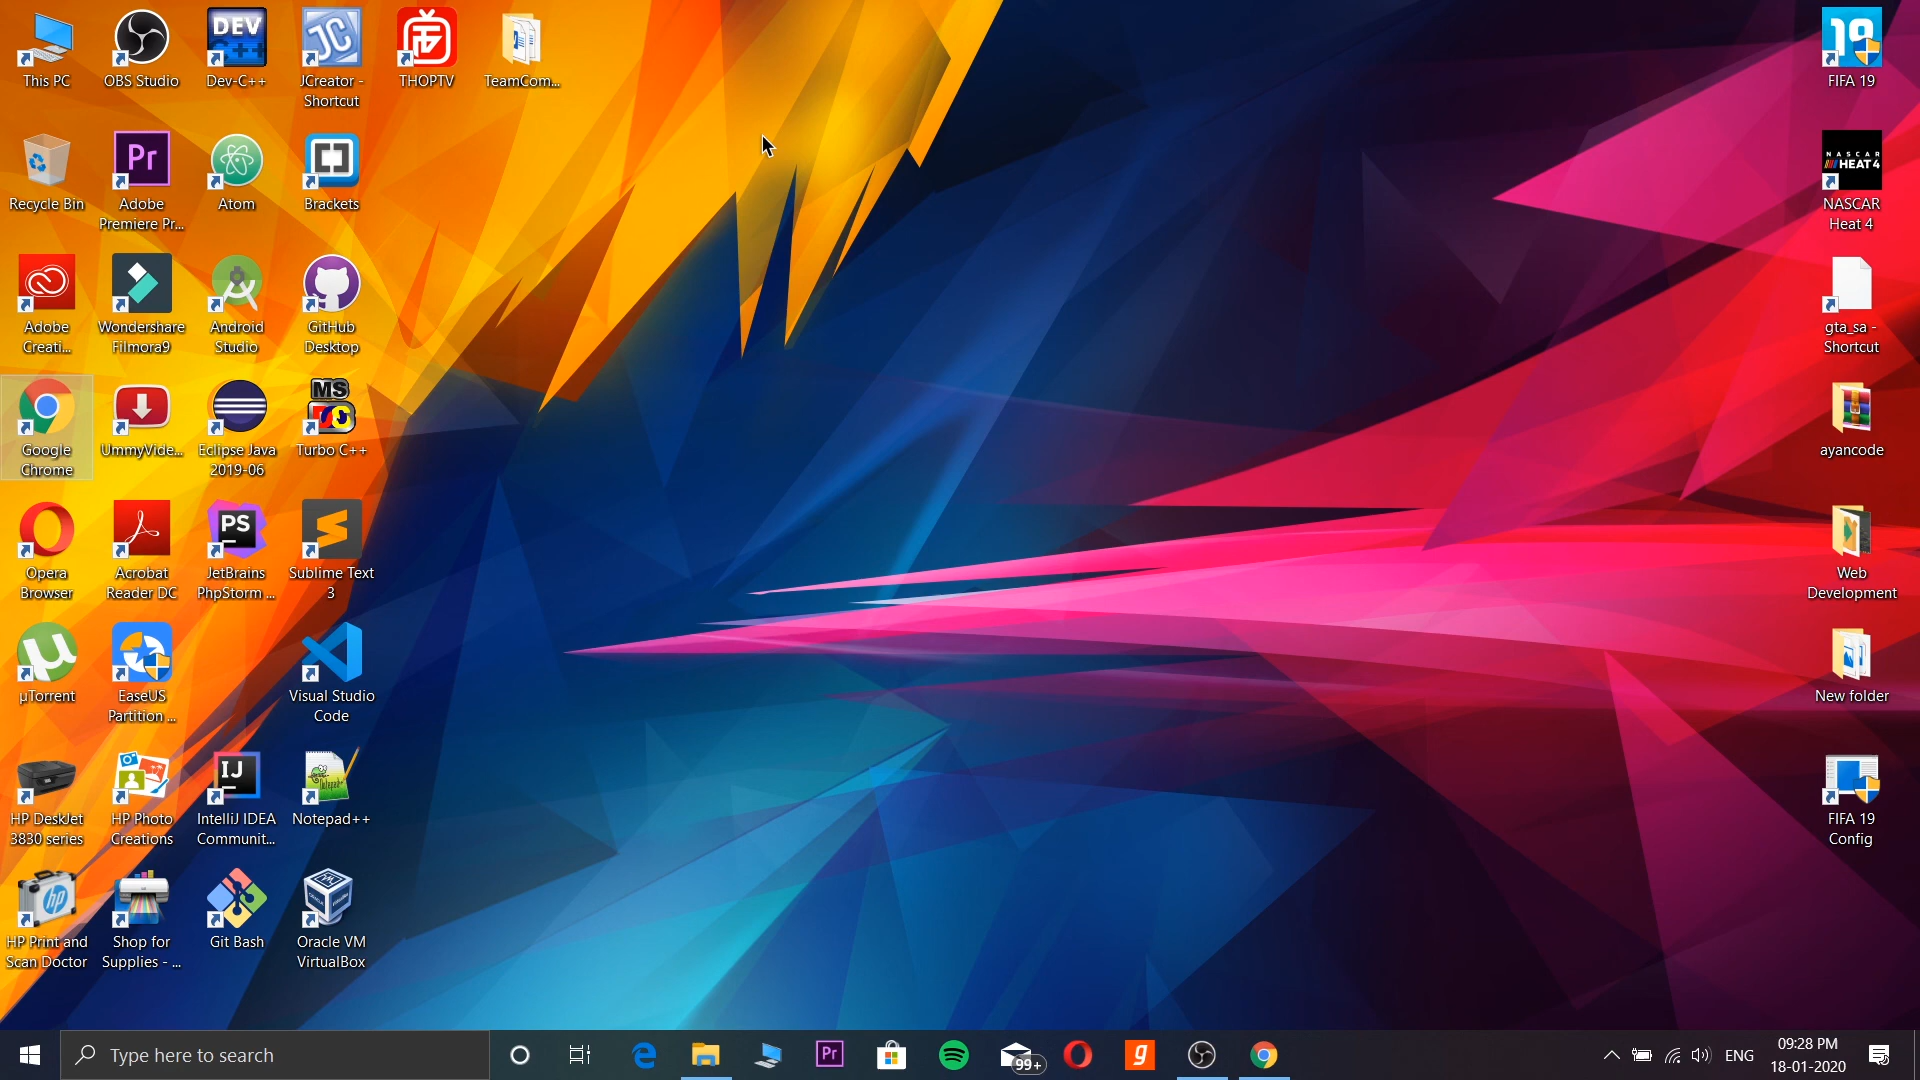 This PC
OBS Studio
DEV
Dev-C++
JC
JCreator -
Shortcut
THOPTV
TeamCom...
19
FIFA 19
Recycle Bin
Pr
Adobe
Premiere Pr...
Atom
Brackets
NASCAR
HEAT 4
NASCAR
Heat 4
Adobe
Creati...
Wondershare
Filmora9
Android
Studio
GitHub
Desktop
gta_sa -
Shortcut
Google
Chrome
UmmyVide...
Eclipse Java
2019-06
MS
Turbo C++
ayancode
Opera
Browser
Acrobat
Reader DC
PS
JetBrains
PhpStorm ...
Sublime Text
3
Web
Development
µTorrent
EaseUS
Partition ...
Visual Studio
Code
New folder
HP DeskJet
3830 series
HP Photo
Creations
IJ
IntelliJ IDEA
Communit...
Notepad++
FIFA 19
Config
hp
HP Print and
Scan Doctor
Shop for
Supplies - ...
Git Bash
Oracle VM
VirtualBox
Type here to search
Pr
99+
ENG
09:28 PM
18-01-2020